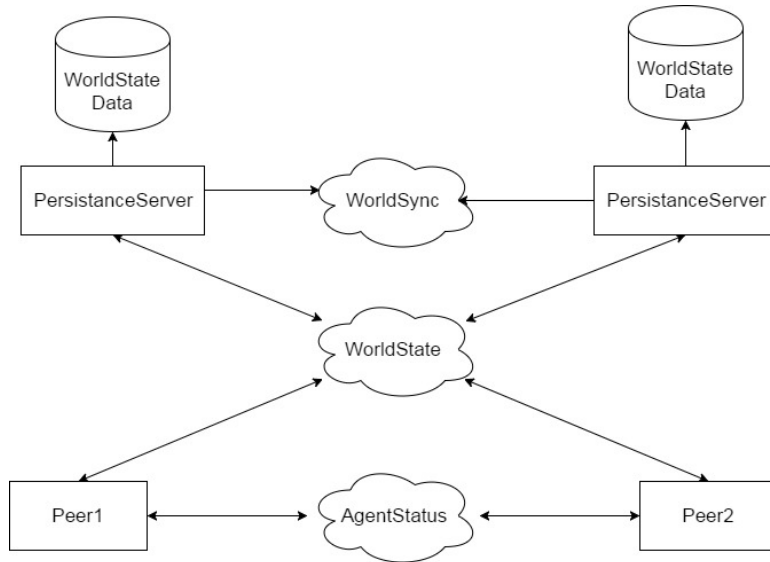 WorldState
Data
WorldState
Data
PersistanceServer
WorldSync
PersistanceServer
WorldState
Peer1
AgentStatus
Peer2